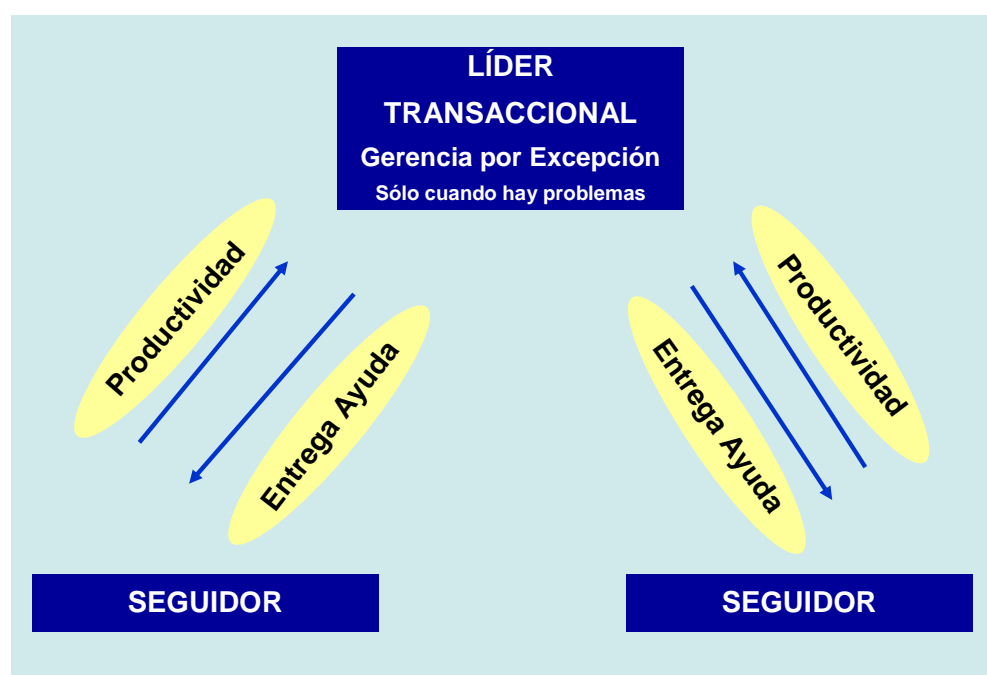 LÍDER
TRANSACCIONAL
Gerencia por Excepción
Sólo cuando hay problemas
Productividad
Entrega Ayuda
Entrega Ayuda
Productividad
SEGUIDOR
SEGUIDOR